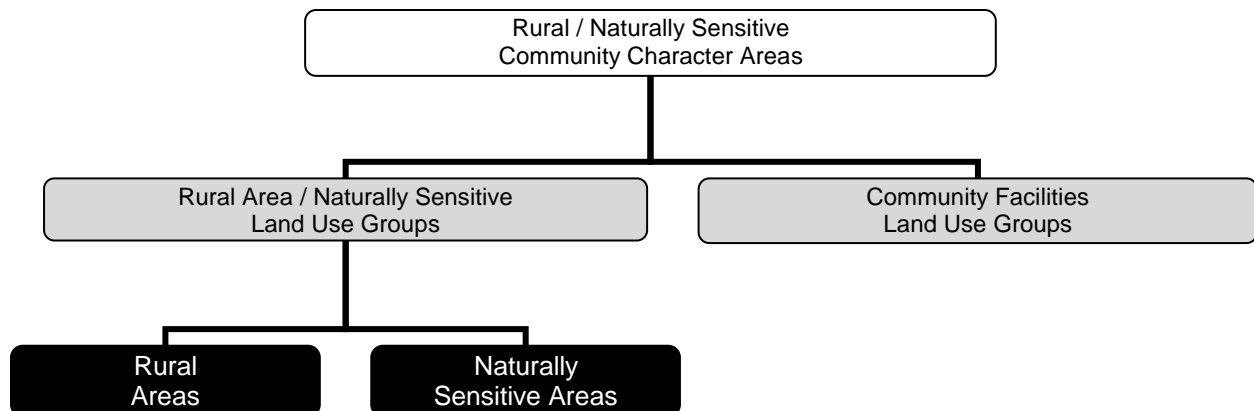 Rural / Naturally Sensitive
Community Character Areas
Rural Area / Naturally Sensitive
Land Use Groups
Community Facilities
Land Use Groups
Rural
Areas
Naturally
Sensitive Areas